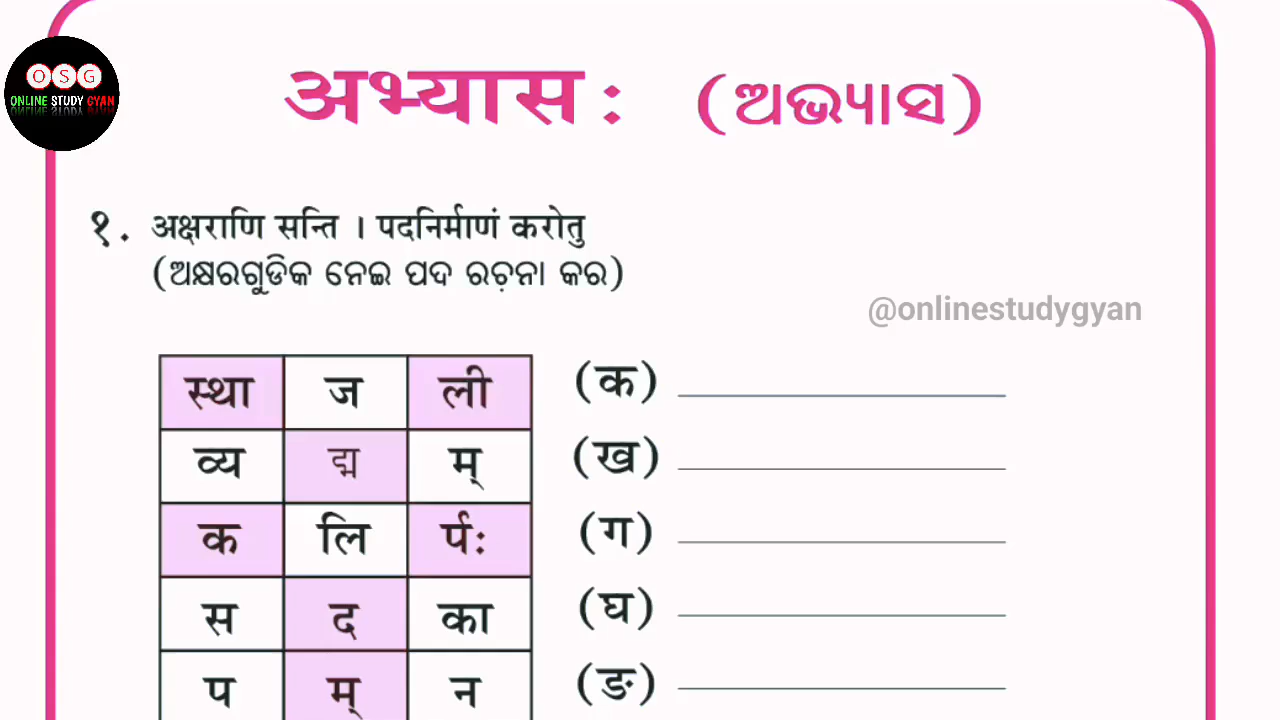 OSG
ONLINE STUDY GYAN
अभ्यासः (ଅଭ୍ୟାସ)
१. अक्षराणि सन्ति । पदनिर्माणं करोतु
(ଅକ୍ଷରଗୁଡିକ ନେଇ ପଦ ରଚନା କର)
@onlinestudygyan
स्था ज ली (क)
व्य द्म म् (ख)
क लि र्पः (ग)
स द का (घ)
प म् न (ङ)